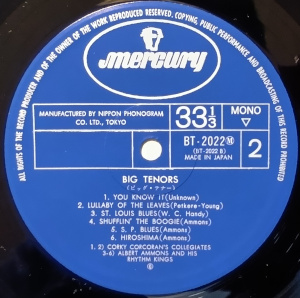 ALL RIGHTS OF THE RECORD PRODUCER AND OF THE OWNER OF THE WORK REPRODUCED RESERVED. COPYING, PUBLIC PERFORMANCE AND BROADCASTING OF THIS RECORD PROHIBITED
mercury
MANUFACTURED BY NIPPON PHONOGRAM CO. LTD., TOKYO
33 1/3
MONO
▽
BT-2022Ⓜ
(BT-2022 B)
MADE IN JAPAN
2
BIG TENORS
(ビッグ・テナー)
1. YOU KNOW IT(Unknown)
2. LULLABY OF THE LEAVES(Petkere-Young)
3. ST. LOUIS BLUES(W. C. Handy)
4. SHUFFLIN' THE BOOGIE(Ammons)
5. S. P. BLUES(Ammons)
6. HIROSHIMA(Ammons)
1. 2) CORKY CORCORAN'S COLLEGIATES
3-6) ALBERT AMMONS AND HIS
RHYTHM KINGS